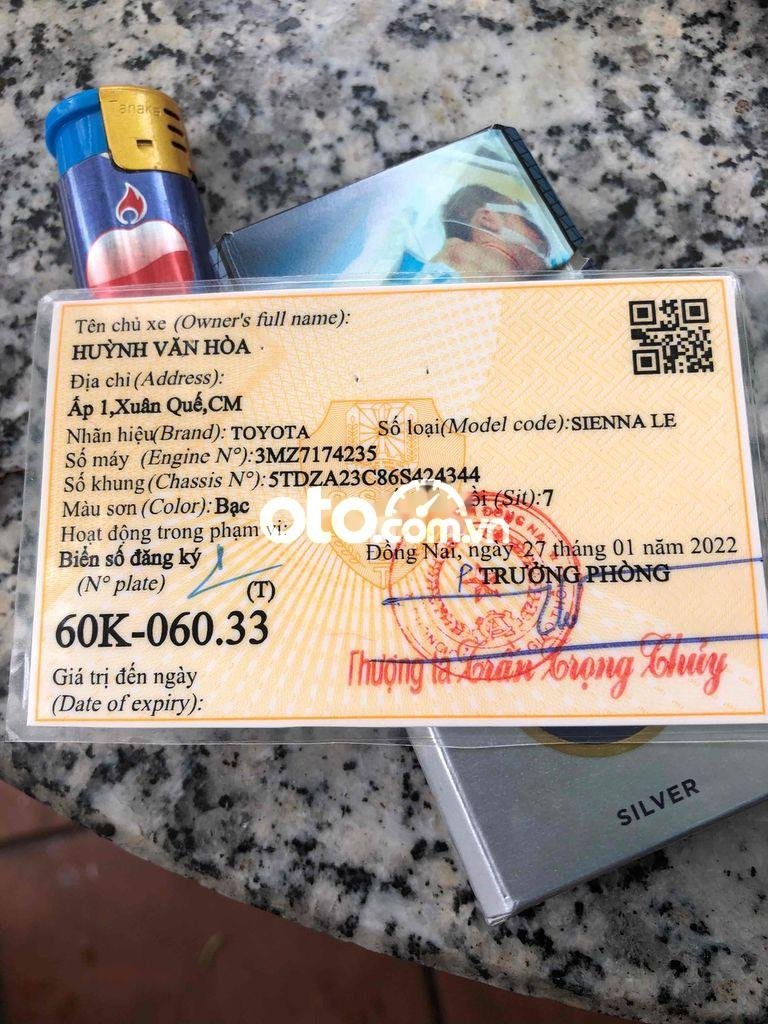 Tanaka
Tên chủ xe (Owner's full name):
HUỲNH VĂN HÒA
Địa chỉ (Address):
Ấp 1,Xuân Quế,CM
Nhãn hiệu(Brand): TOYOTA Số loại(Model code):SIENNA LE
Số máy (Engine N°):3MZ7174235
Số khung(Chassis N°):5TDZA23C86S424344
Màu sơn (Color): Bạc (Sit):7
Hoạt động trong phạm vi:
oto.com.vn
Biển số đăng ký Đồng Nai, ngày 27 tháng 01 năm 2022
(N° plate) (T) P TRƯỞNG PHÒNG
60K-060.33
Giá trị đến ngày Thượng tá Trần Trọng Thủy
(Date of expiry):
SILVER